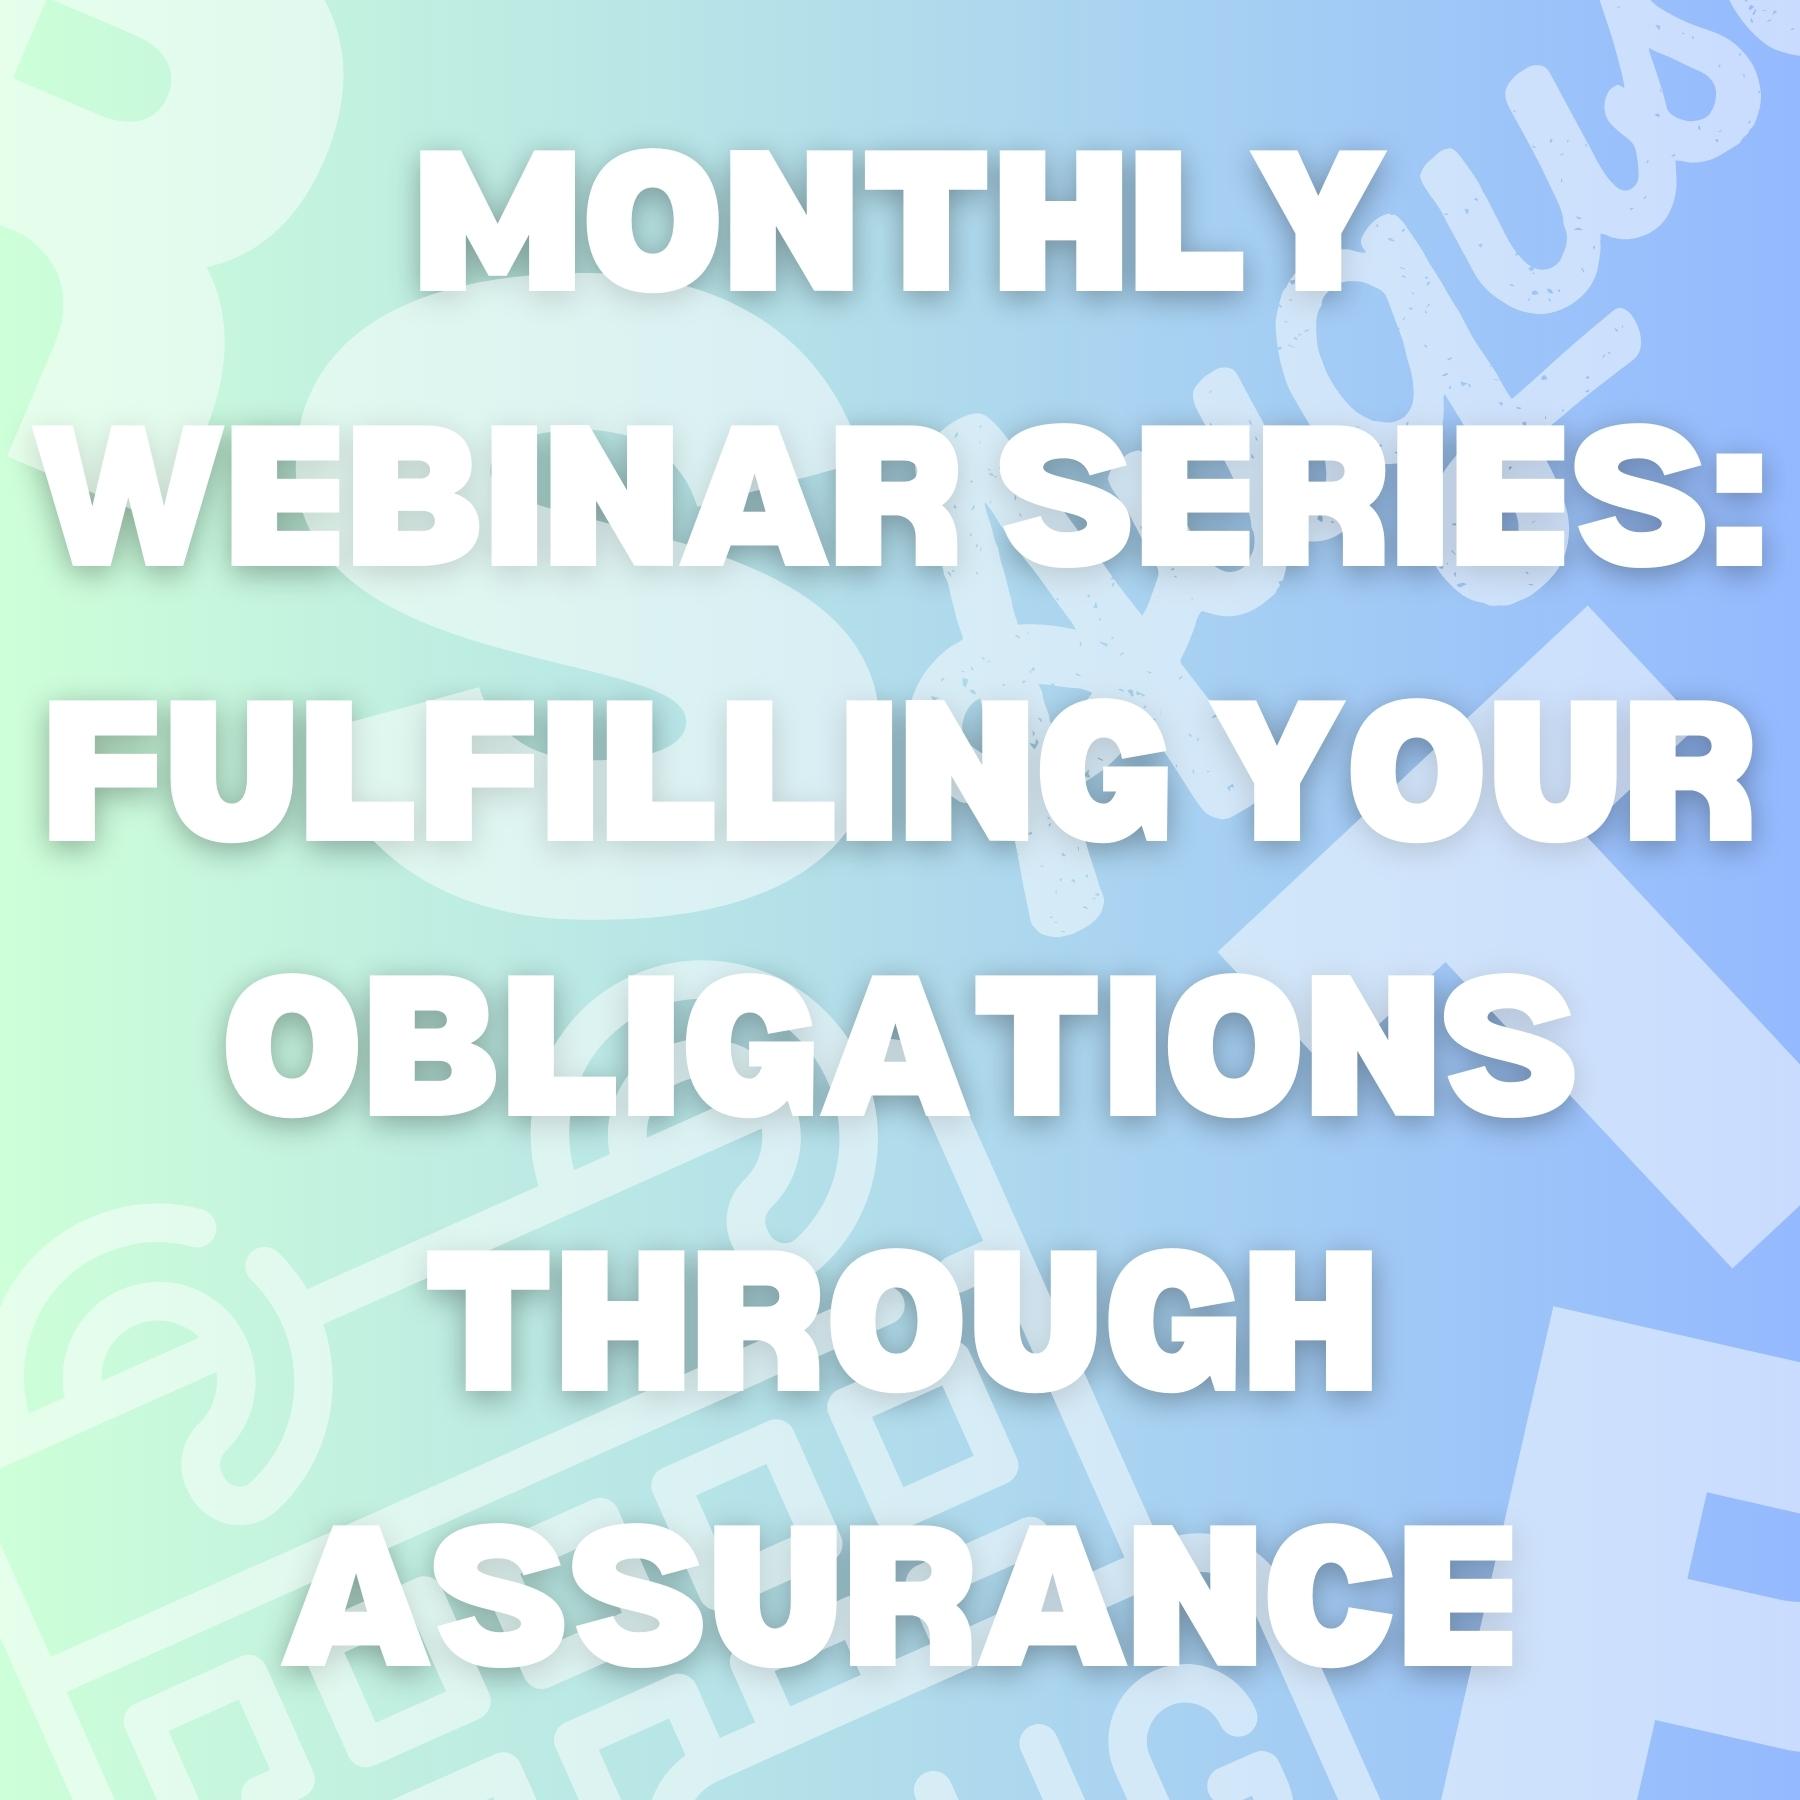 MONTHLY
WEBINAR SERIES:
FULFILLING YOUR
OBLIGATIONS
THROUGH
ASSURANCE